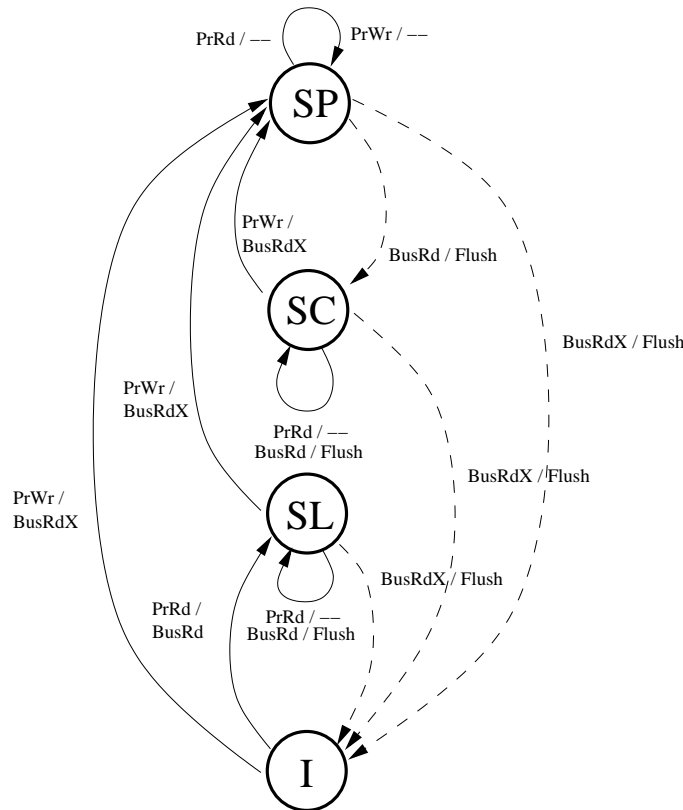 PrRd / −−
PrWr / −−
SP
PrWr /
BusRdX
BusRd / Flush
SC
BusRdX / Flush
PrWr /
BusRdX
PrRd / −−
BusRd / Flush
BusRdX / Flush
PrWr /
BusRdX
SL
BusRdX / Flush
PrRd /
BusRd
PrRd / −−
BusRd / Flush
I